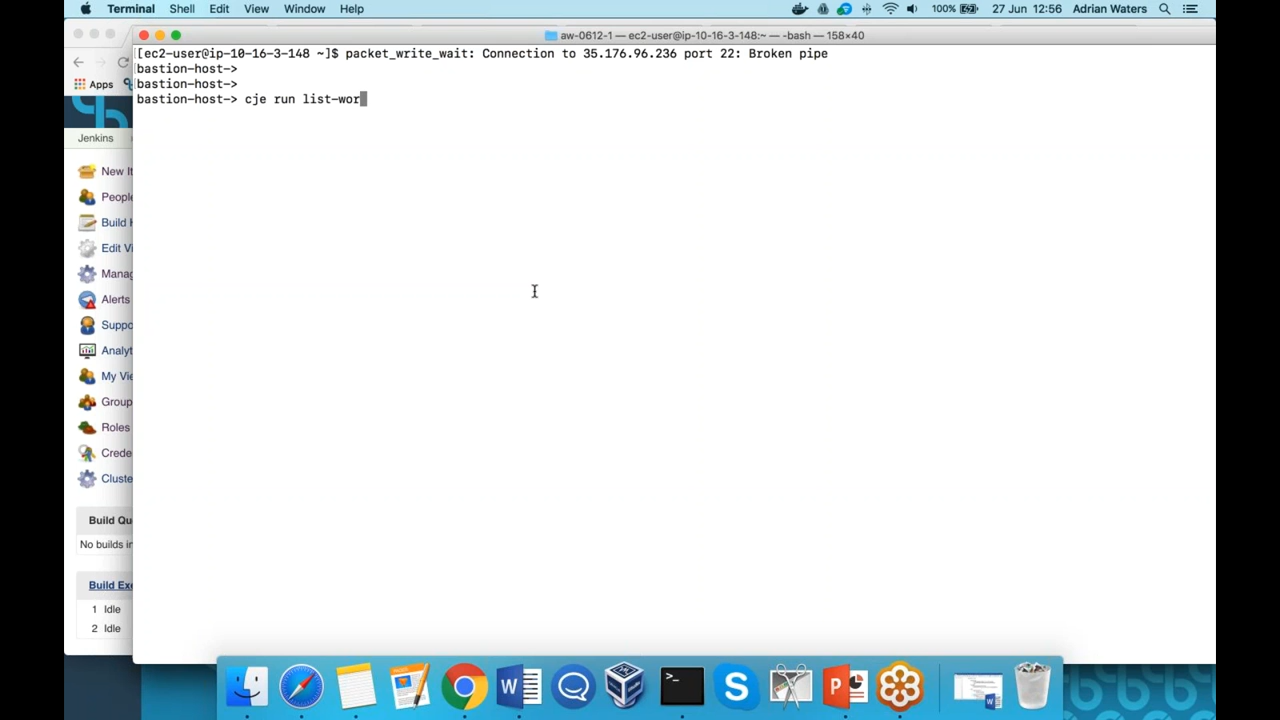 Terminal Shell Edit View Window Help 100% 27 Jun 12:56 Adrian Waters
aw-0612-1 — ec2-user@ip-10-16-3-148:~ — -bash — 158×40
[ec2-user@ip-10-16-3-148 ~]$ packet_write_wait: Connection to 35.176.96.236 port 22: Broken pipe
bastion-host->
bastion-host->
bastion-host-> cje run list-wor
Apps
Jenkins
New It
People
Build H
Edit Vi
Manag
Alerts
Suppo
Analyt
My Vie
Group
Roles
Crede
Cluste
Build Qu
No builds in
Build Exe
1 Idle
2 Idle